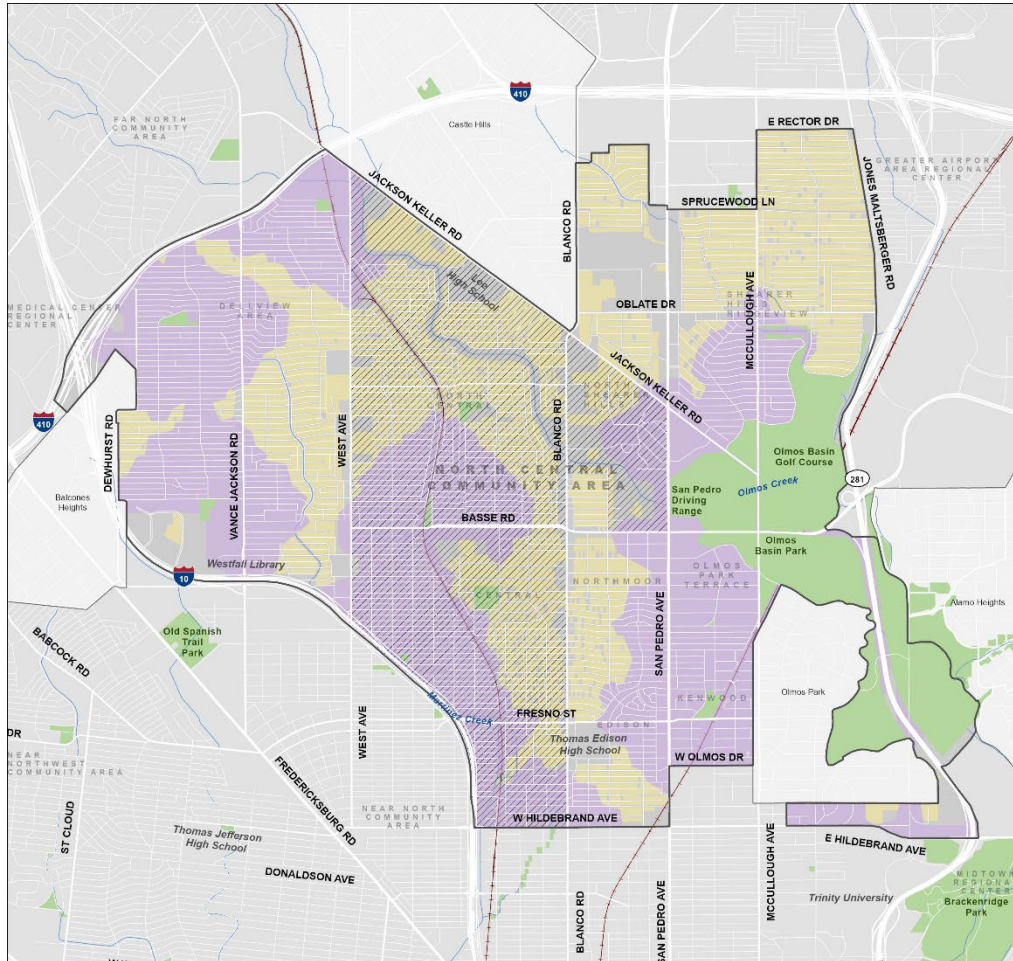 410
Castle Hills
FAR NORTH
COMMUNITY
AREA
E RECTOR DR
JONES MALTSBERGER RD
GREATER AIRPORT
AREA REGIONAL
CENTER
JACKSON KELLER RD
BLANCO RD
SPRUCEWOOD LN
Lee
High School
MCCULLOUGH AVE
MEDICAL CENTER
REGIONAL
CENTER
DELLVIEW
AREA
OBLATE DR
SHEARER
HILLS
RIDGEVIEW
JACKSON KELLER RD
410
DEWHURST RD
VANCE JACKSON RD
WEST AVE
NORTH
CENTRAL
BLANCO RD
NORTH
SHEARER
HILLS
NORTH CENTRAL
COMMUNITY AREA
Olmos Basin
Golf Course
Olmos Creek
San Pedro
Driving
Range
281
Balcones
Heights
BASSE RD
Olmos
Basin Park
Westfall Library
10
NORTHMOOR
OLMOS
PARK
TERRACE
CENTRAL
Alamo Heights
Old Spanish
Trail
Park
BABCOCK RD
SAN PEDRO AVE
Olmos Park
KENWOOD
Martinez Creek
FRESNO ST
EDISON
Thomas Edison
High School
WEST AVE
W OLMOS DR
DR
NEAR
NORTHWEST
COMMUNITY AREA
FREDERICKSBURG RD
NEAR NORTH
COMMUNITY
AREA
W HILDEBRAND AVE
E HILDEBRAND AVE
ST CLOUD
Thomas Jefferson
High School
DONALDSON AVE
MCCULLOUGH AVE
MIDTOWN
REGIONAL
CENTER
Trinity University
Brackenridge
Park
BLANCO RD
SAN PEDRO AVE